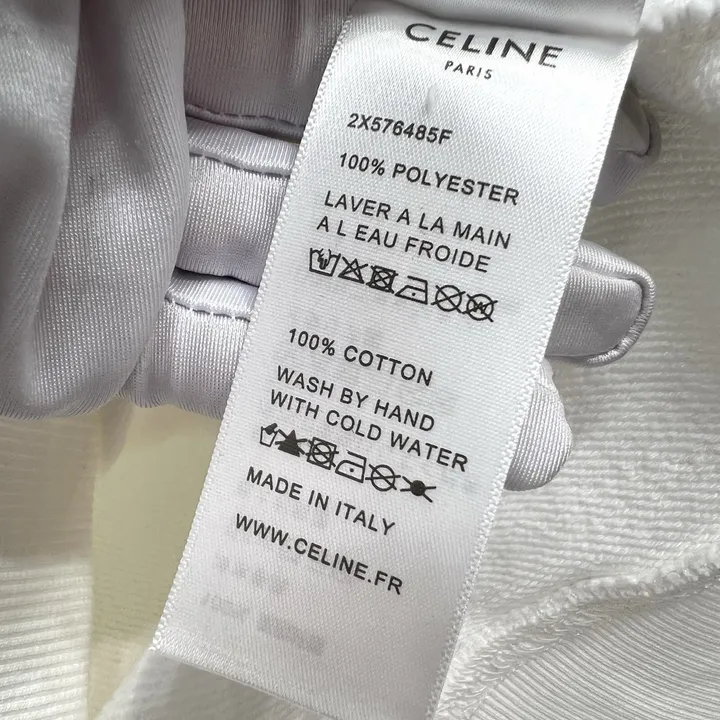 CELINE
PARIS
2X576485F
100% POLYESTER
LAVER A LA MAIN
A L EAU FROIDE
100% COTTON
WASH BY HAND
WITH COLD WATER
MADE IN ITALY
WWW.CELINE.FR